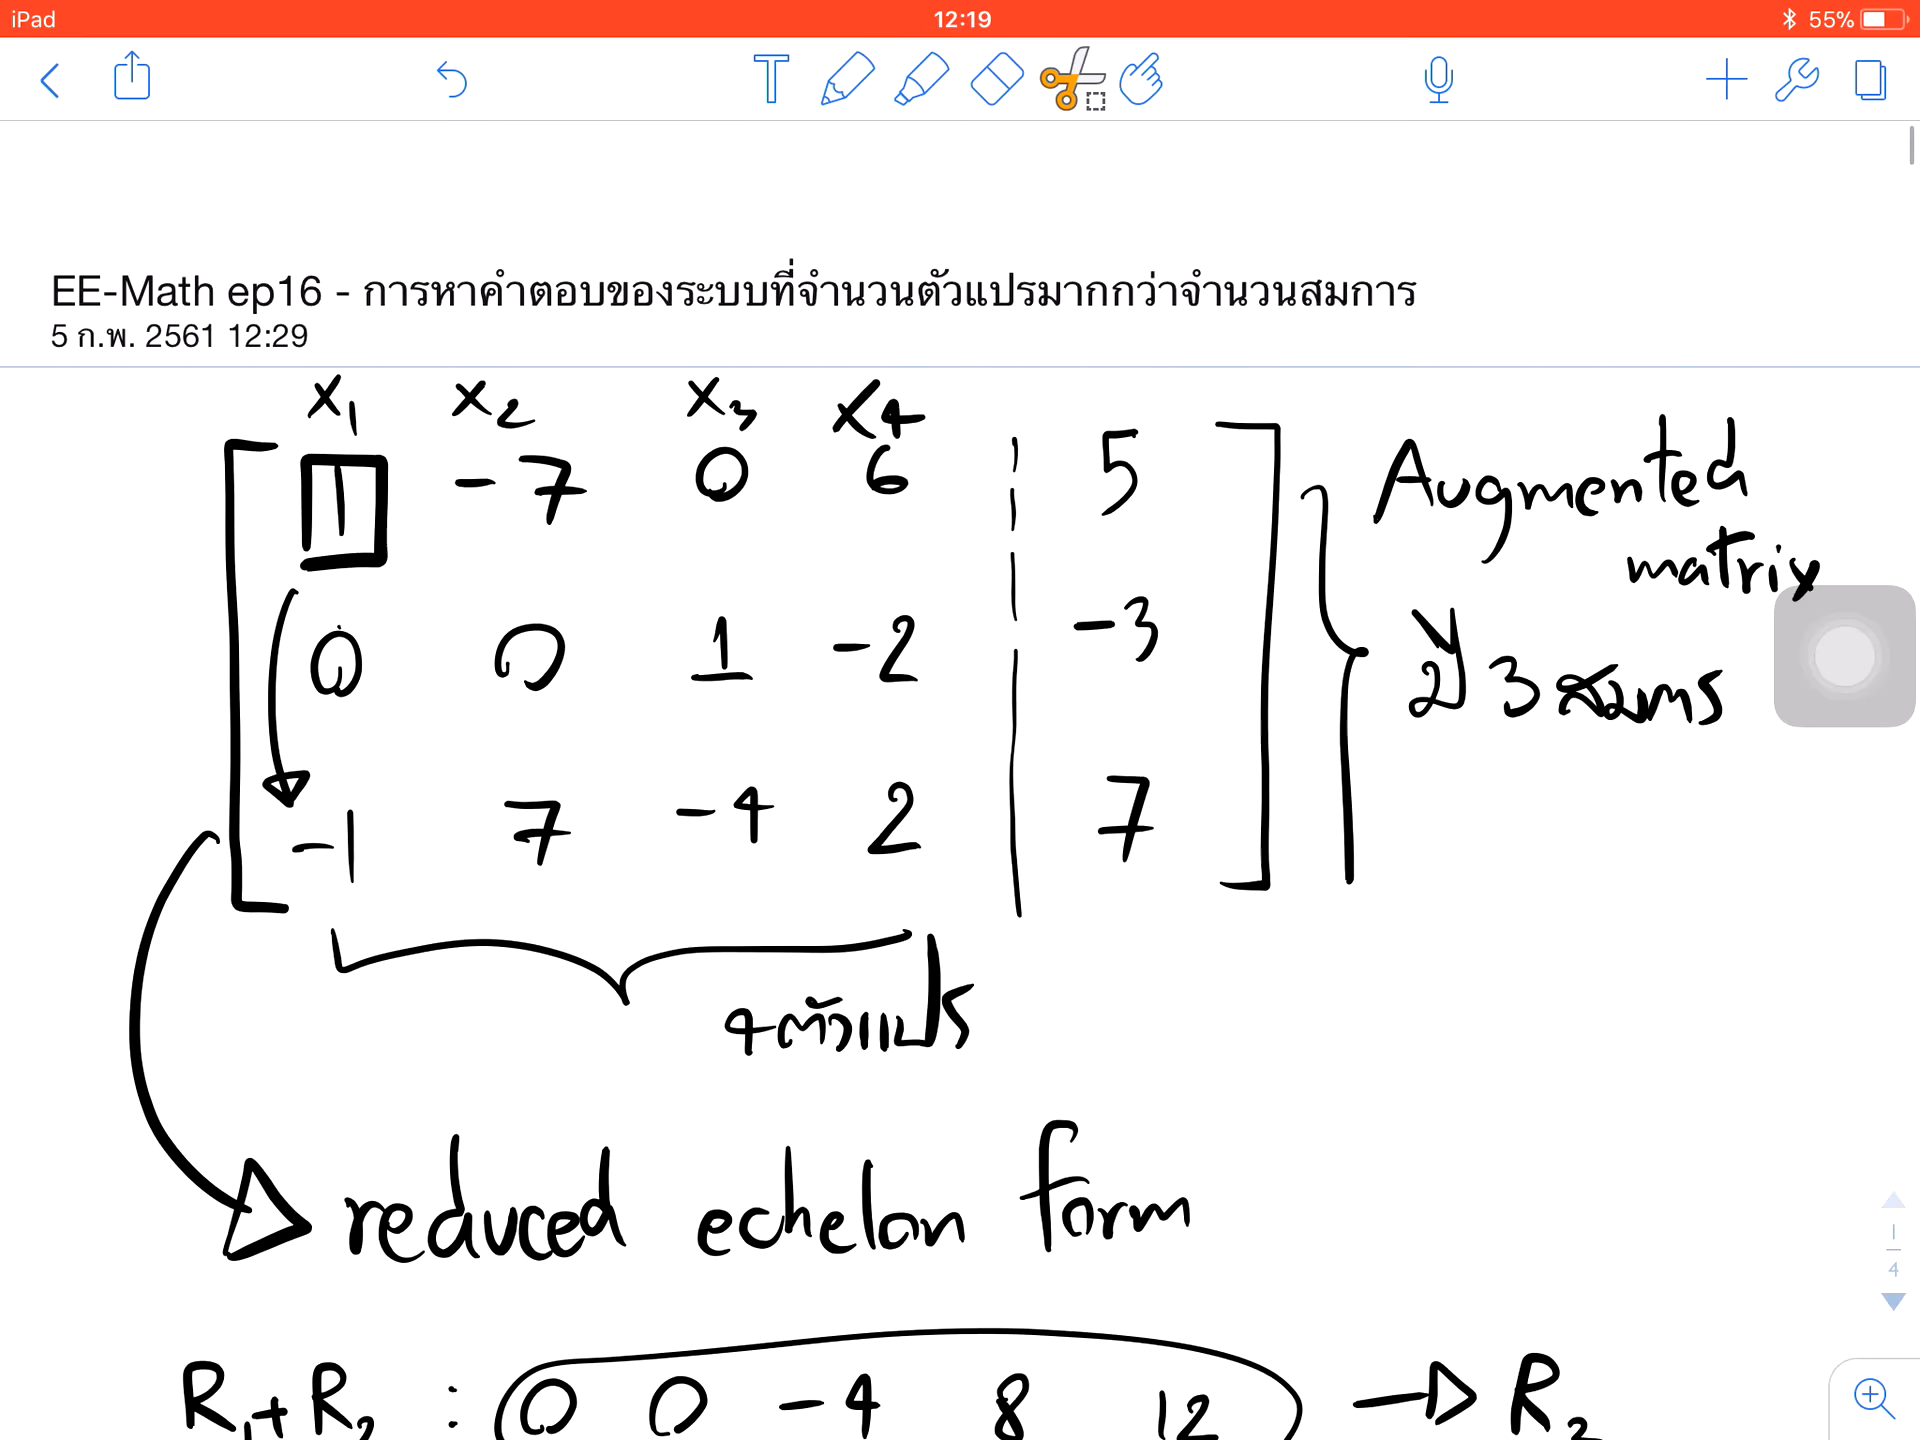 iPad 12:19 55%
T
EE-Math ep16 - การหาคำตอบของระบบที่จำนวนตัวแปรมากกว่าจำนวนสมการ
5 ก.พ. 2561 12:29
x₁ x₂ x₃ x₄
1 -7 0 6 5
0 0 1 -2 -3
-1 7 -4 2 7
Augmented
matrix
มี 3 สมการ
4 ตัวแปร
reduced echelon form
1
4
R₁+R₃ : 0 0 -4 8 12 → R₃